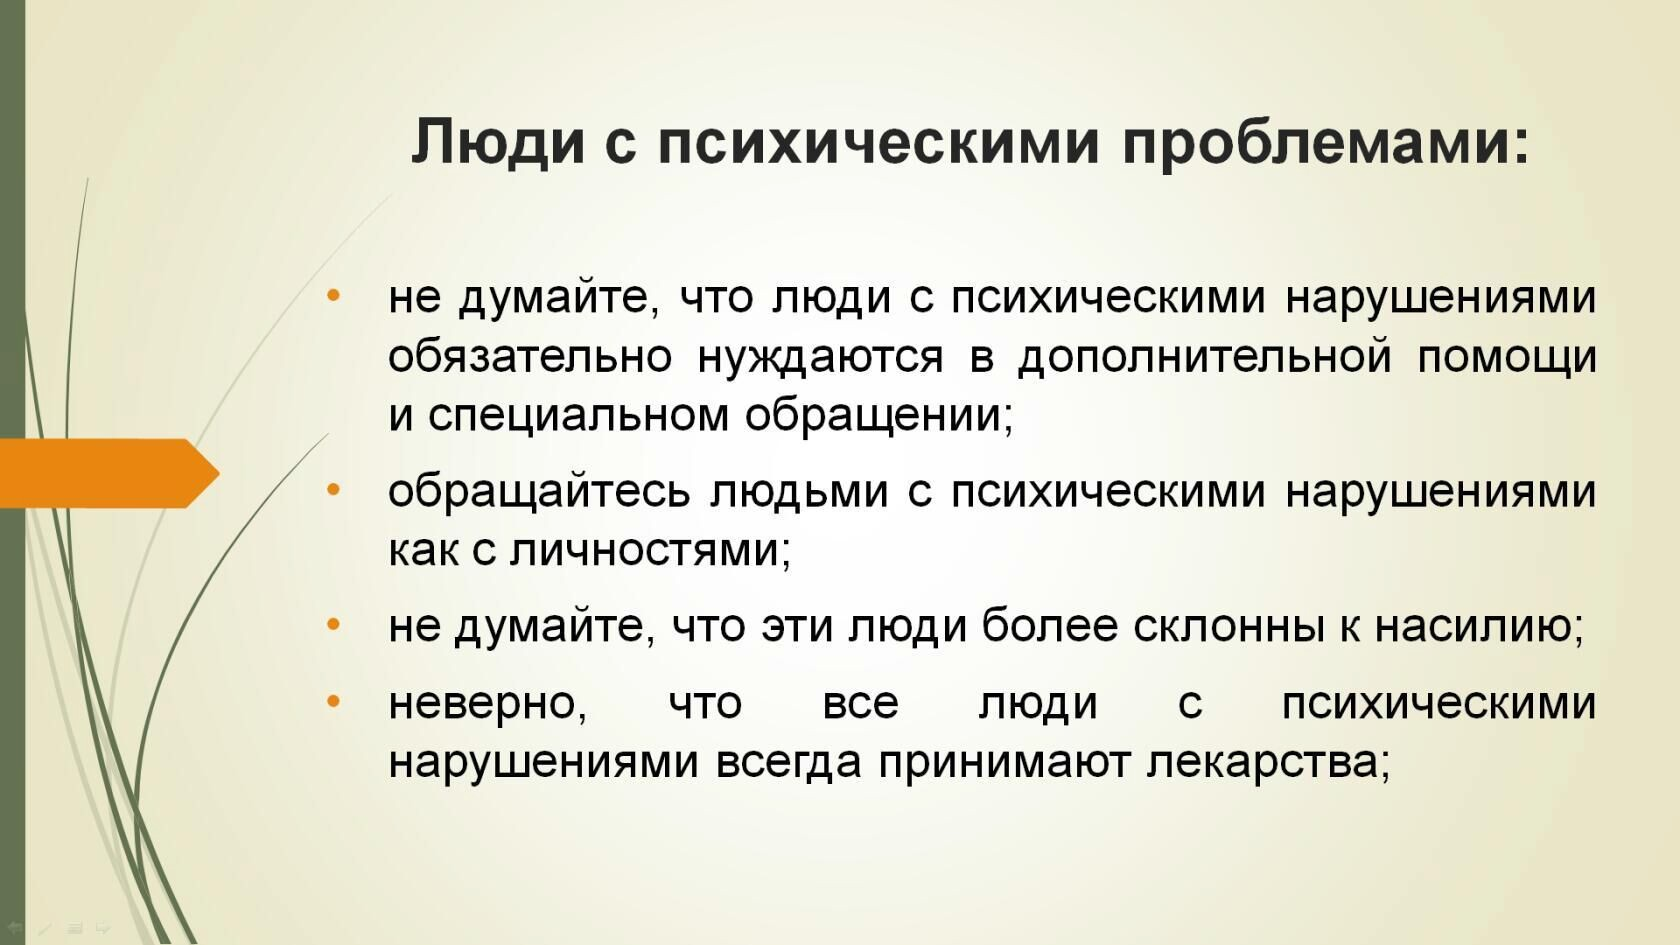 Люди с психическими проблемами:
• не думайте, что люди с психическими нарушениями
обязательно нуждаются в дополнительной помощи
и специальном обращении;
• обращайтесь людьми с психическими нарушениями
как с личностями;
• не думайте, что эти люди более склонны к насилию;
• неверно, что все люди с психическими
нарушениями всегда принимают лекарства;